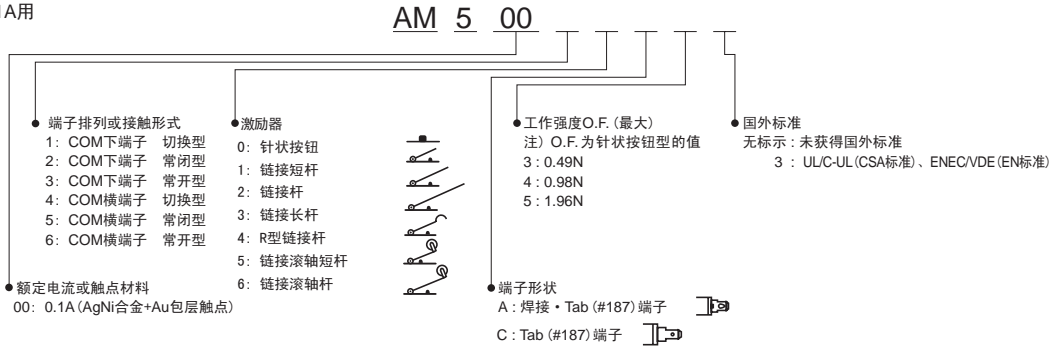 A用
AM 5 00
端子排列或接触形式
1: COM下端子 切换型
2: COM下端子 常闭型
3: COM下端子 常开型
4: COM横端子 切换型
5: COM横端子 常闭型
6: COM横端子 常开型
额定电流或触点材料
00: 0.1A(AgNi合金+Au包层触点)
激励器
0: 针状按钮
1: 链接短杆
2: 链接杆
3: 链接长杆
4: R型链接杆
5: 链接滚轴短杆
6: 链接滚轴杆
工作强度O.F.(最大)
注) O.F.为针状按钮型的值
3 : 0.49N
4 : 0.98N
5 : 1.96N
端子形状
A : 焊接・Tab (#187) 端子
C : Tab (#187) 端子
国外标准
无标示 : 未获得国外标准
3 : UL/C-UL(CSA标准)、ENEC/VDE(EN标准)